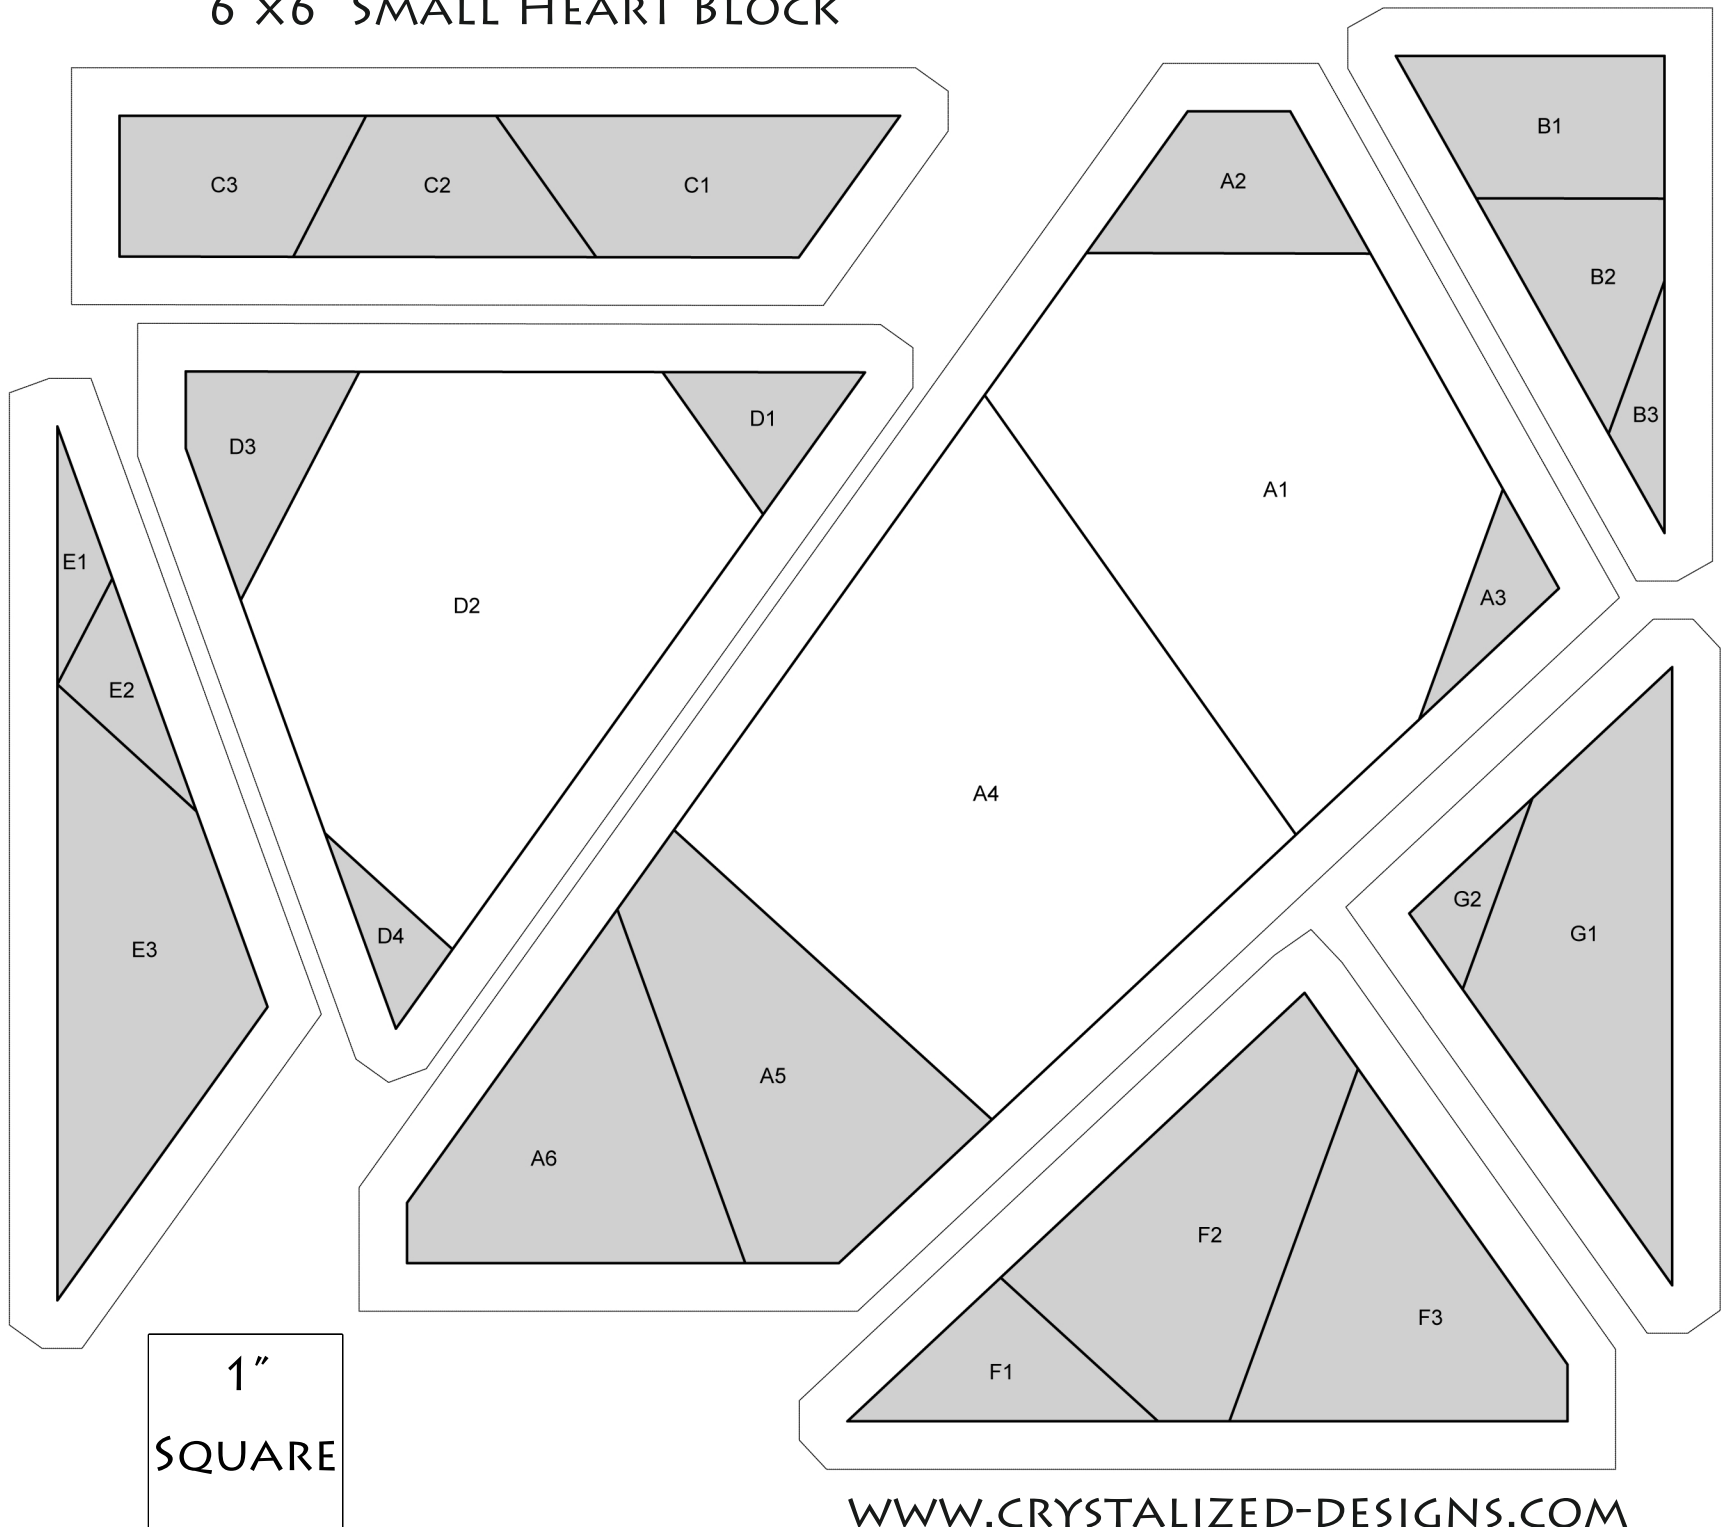 6"x6" Small Heart Block
B1
A2
C3
C2
C1
B2
B3
D1
D3
A1
E1
A3
D2
E2
A4
G2
G1
D4
E3
A5
A6
F2
F3
F1
1"
Square
www.crystalized-designs.com